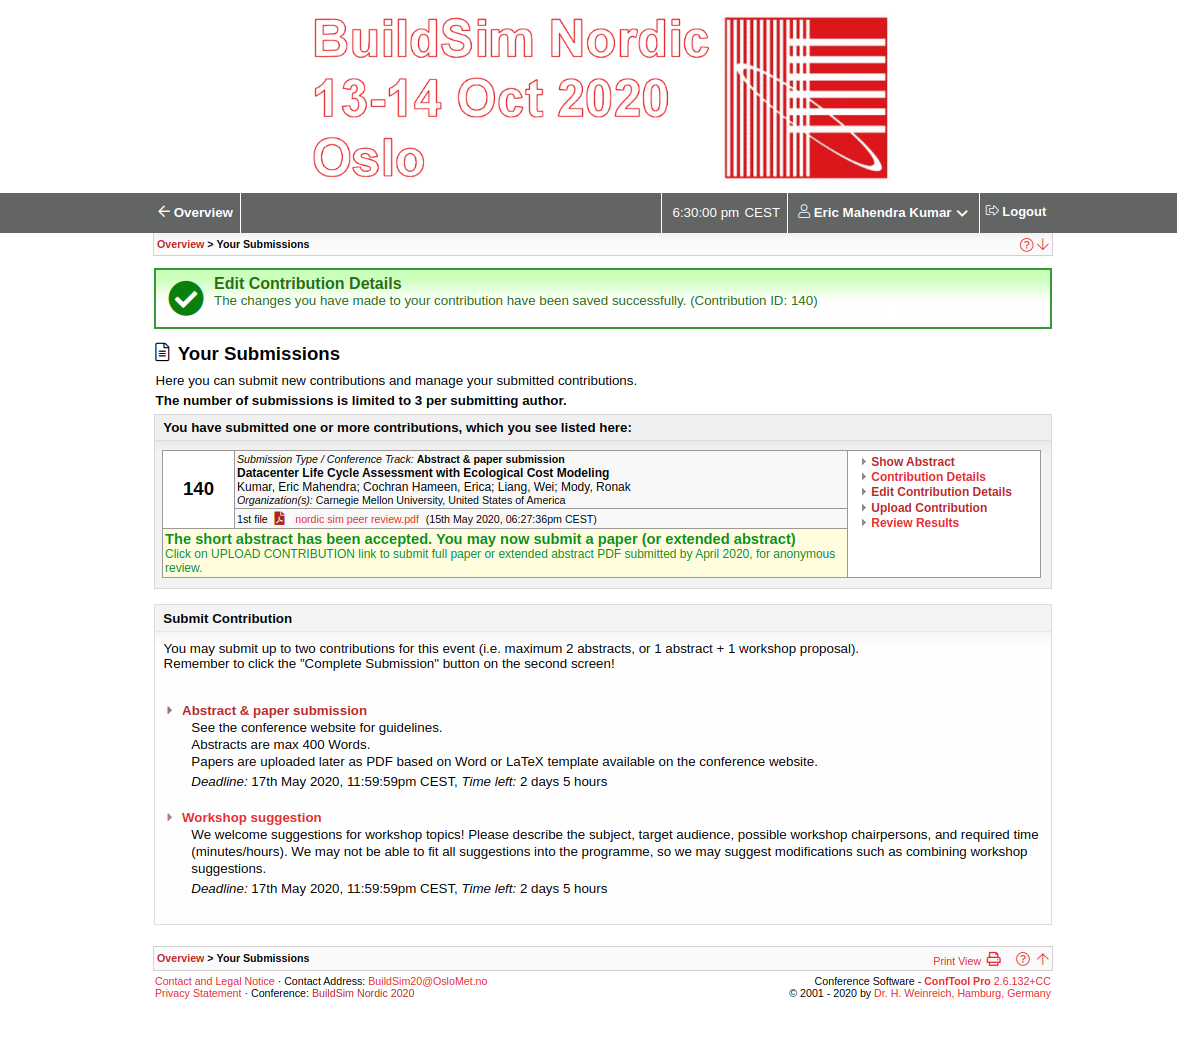 BuildSim Nordic
13-14 Oct 2020
Oslo
Overview
6:30:00 pm CEST
Eric Mahendra Kumar
Logout
Overview > Your Submissions
Edit Contribution Details
The changes you have made to your contribution have been saved successfully. (Contribution ID: 140)
Your Submissions
Here you can submit new contributions and manage your submitted contributions.
The number of submissions is limited to 3 per submitting author.
You have submitted one or more contributions, which you see listed here:
140
Submission Type / Conference Track: Abstract & paper submission
Datacenter Life Cycle Assessment with Ecological Cost Modeling
Kumar, Eric Mahendra; Cochran Hameen, Erica; Liang, Wei; Mody, Ronak
Organization(s): Carnegie Mellon University, United States of America
1st file nordic sim peer review.pdf (15th May 2020, 06:27:36pm CEST)
The short abstract has been accepted. You may now submit a paper (or extended abstract)
Click on UPLOAD CONTRIBUTION link to submit full paper or extended abstract PDF submitted by April 2020, for anonymous
review.
Show Abstract
Contribution Details
Edit Contribution Details
Upload Contribution
Review Results
Submit Contribution
You may submit up to two contributions for this event (i.e. maximum 2 abstracts, or 1 abstract + 1 workshop proposal).
Remember to click the "Complete Submission" button on the second screen!
Abstract & paper submission
See the conference website for guidelines.
Abstracts are max 400 Words.
Papers are uploaded later as PDF based on Word or LaTeX template available on the conference website.
Deadline: 17th May 2020, 11:59:59pm CEST, Time left: 2 days 5 hours
Workshop suggestion
We welcome suggestions for workshop topics! Please describe the subject, target audience, possible workshop chairpersons, and required time
(minutes/hours). We may not be able to fit all suggestions into the programme, so we may suggest modifications such as combining workshop
suggestions.
Deadline: 17th May 2020, 11:59:59pm CEST, Time left: 2 days 5 hours
Overview > Your Submissions
Print View
Contact and Legal Notice · Contact Address: BuildSim20@OsloMet.no
Privacy Statement · Conference: BuildSim Nordic 2020
Conference Software - ConfTool Pro 2.6.132+CC
© 2001 - 2020 by Dr. H. Weinreich, Hamburg, Germany